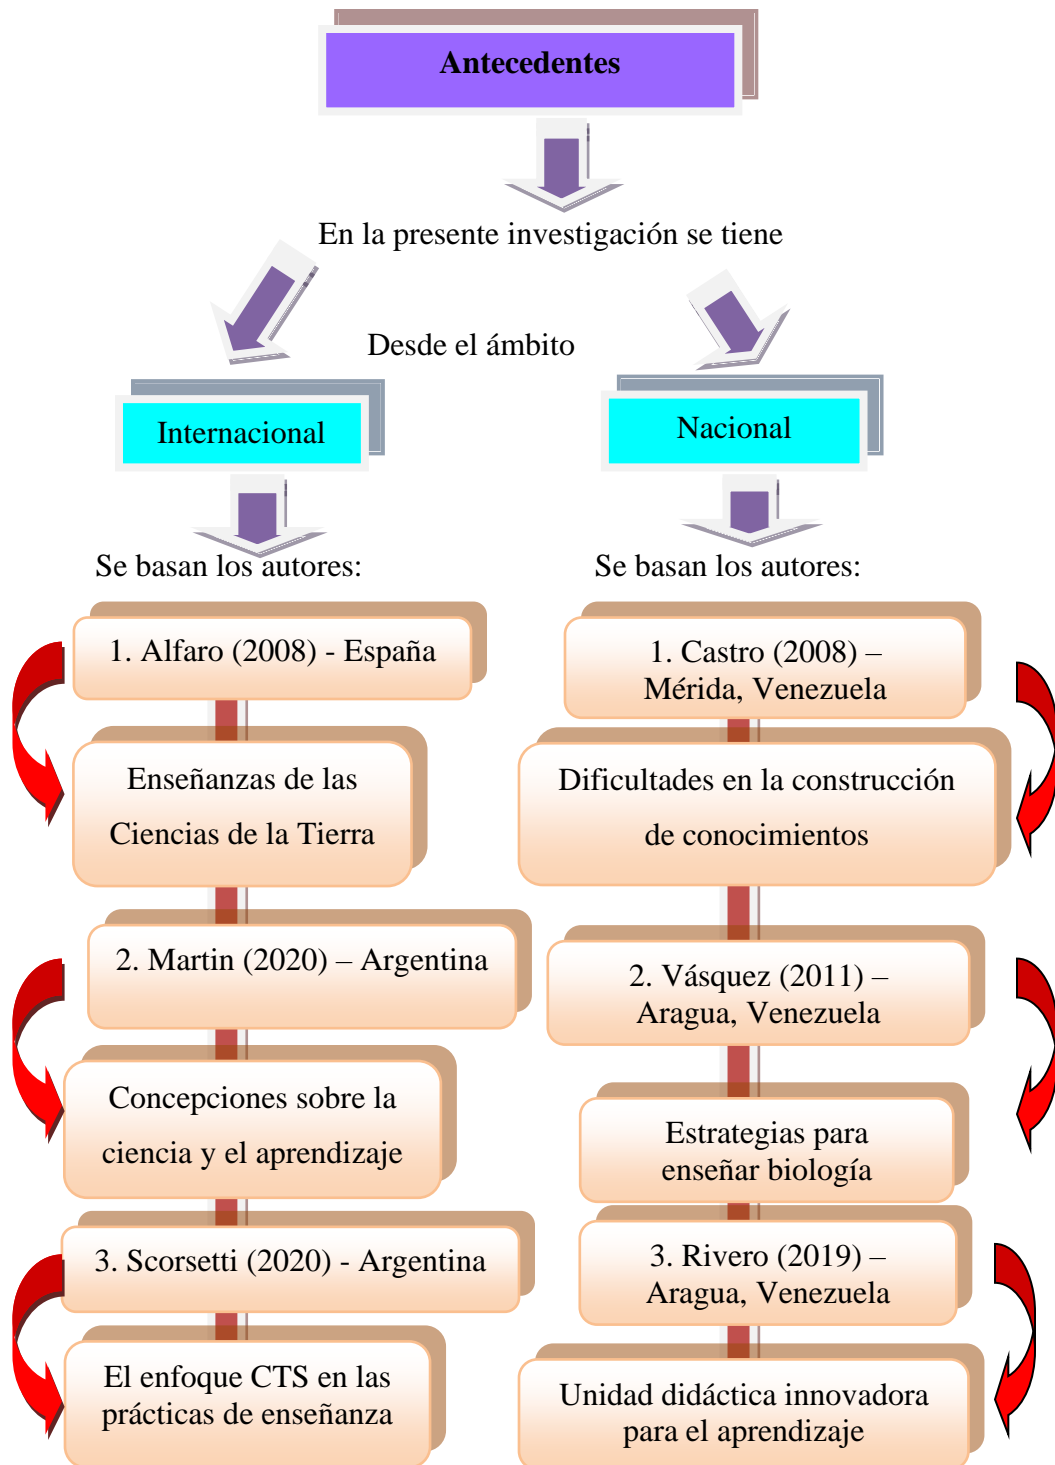 Antecedentes
En la presente investigación se tiene
Desde el ámbito
Internacional
Nacional
Se basan los autores:
Se basan los autores:
1. Alfaro (2008) - España
Enseñanzas de las
Ciencias de la Tierra
2. Martin (2020) – Argentina
Concepciones sobre la
ciencia y el aprendizaje
3. Scorsetti (2020) - Argentina
El enfoque CTS en las
prácticas de enseñanza
1. Castro (2008) –
Mérida, Venezuela
Dificultades en la construcción
de conocimientos
2. Vásquez (2011) –
Aragua, Venezuela
Estrategias para
enseñar biología
3. Rivero (2019) –
Aragua, Venezuela
Unidad didáctica innovadora
para el aprendizaje